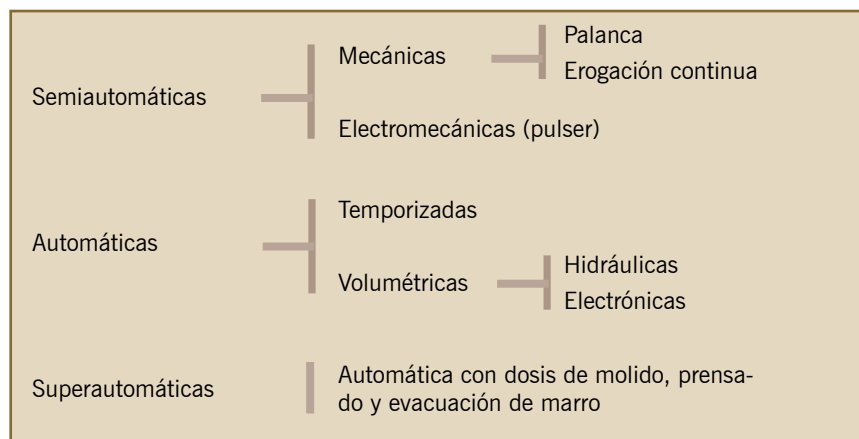 Semiautomáticas
Mecánicas
Palanca
Erogación continua
Electromecánicas (pulser)
Automáticas
Temporizadas
Volumétricas
Hidráulicas
Electrónicas
Superautomáticas
Automática con dosis de molido, prensa-
do y evacuación de marro